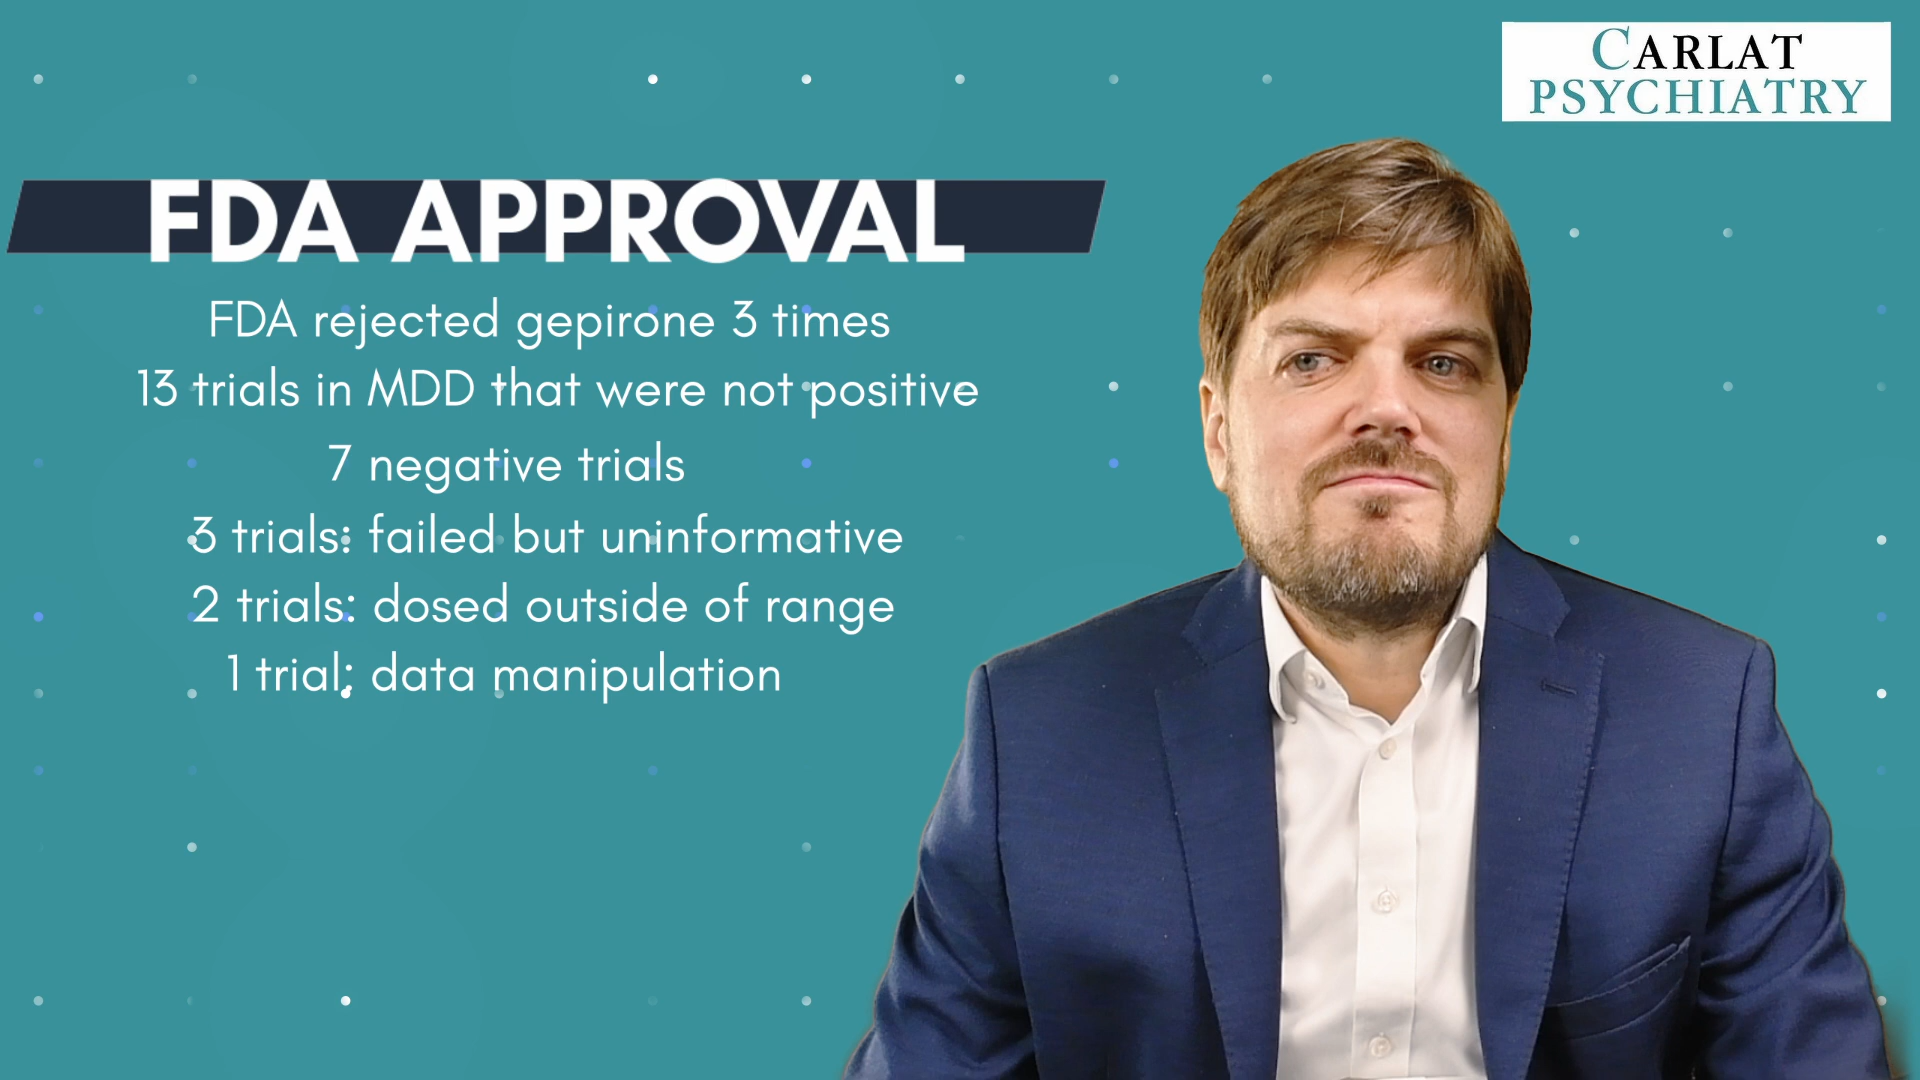 CARLAT
PSYCHIATRY
FDA APPROVAL
FDA rejected gepirone 3 times
13 trials in MDD that were not positive
7 negative trials
3 trials: failed but uninformative
2 trials: dosed outside of range
1 trial: data manipulation